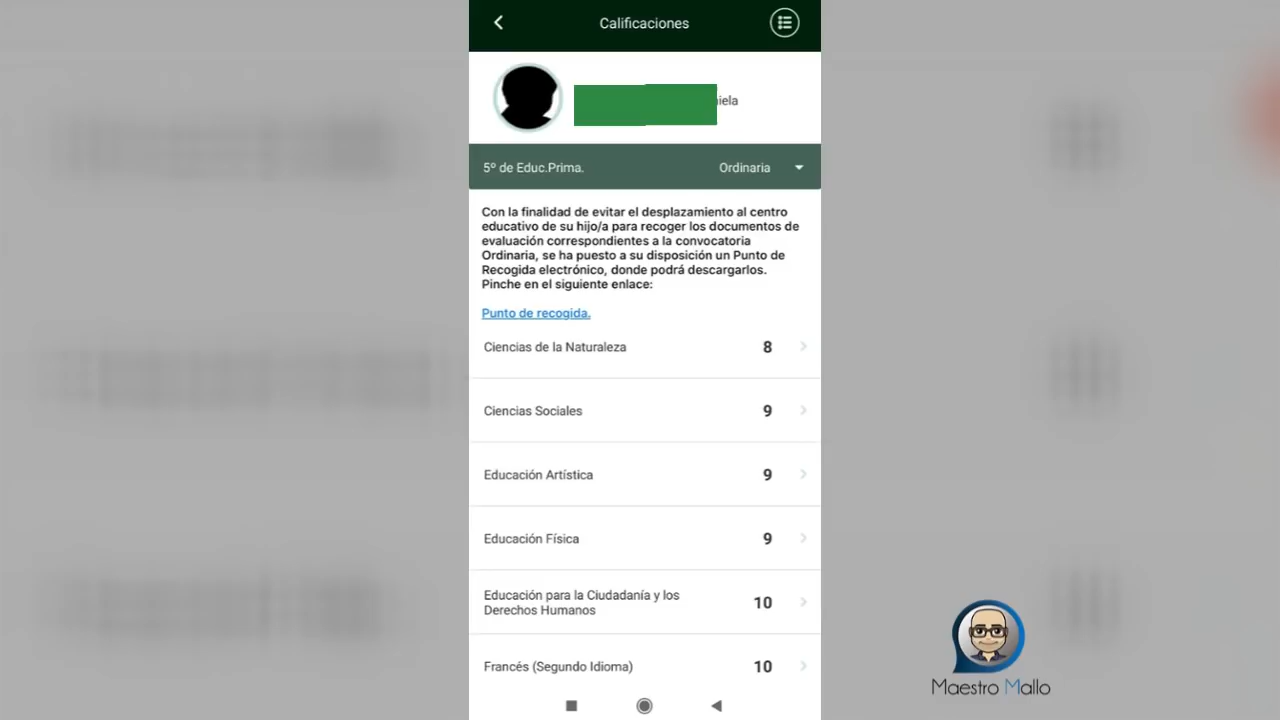 Calificaciones
5º de Educ.Prima. Ordinaria
Con la finalidad de evitar el desplazamiento al centro
educativo de su hijo/a para recoger los documentos de
evaluación correspondientes a la convocatoria
Ordinaria, se ha puesto a su disposición un Punto de
Recogida electrónico, donde podrá descargarlos.
Pinche en el siguiente enlace:
Punto de recogida.
Ciencias de la Naturaleza 8
Ciencias Sociales 9
Educación Artística 9
Educación Física 9
Educación para la Ciudadanía y los
Derechos Humanos 10
Francés (Segundo Idioma) 10
Maestro Mallo